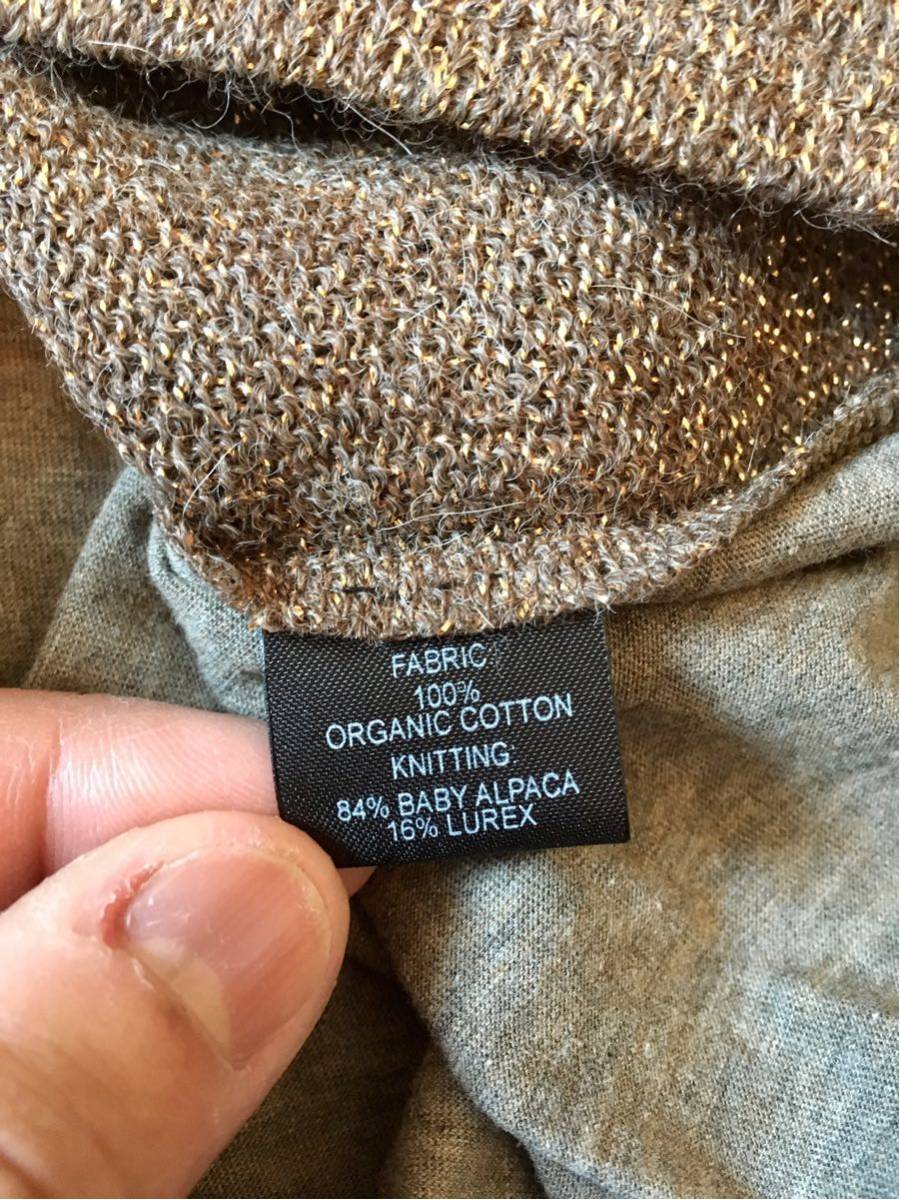 FABRIC
100%
ORGANIC COTTON
KNITTING
84% BABY ALPACA
16% LUREX